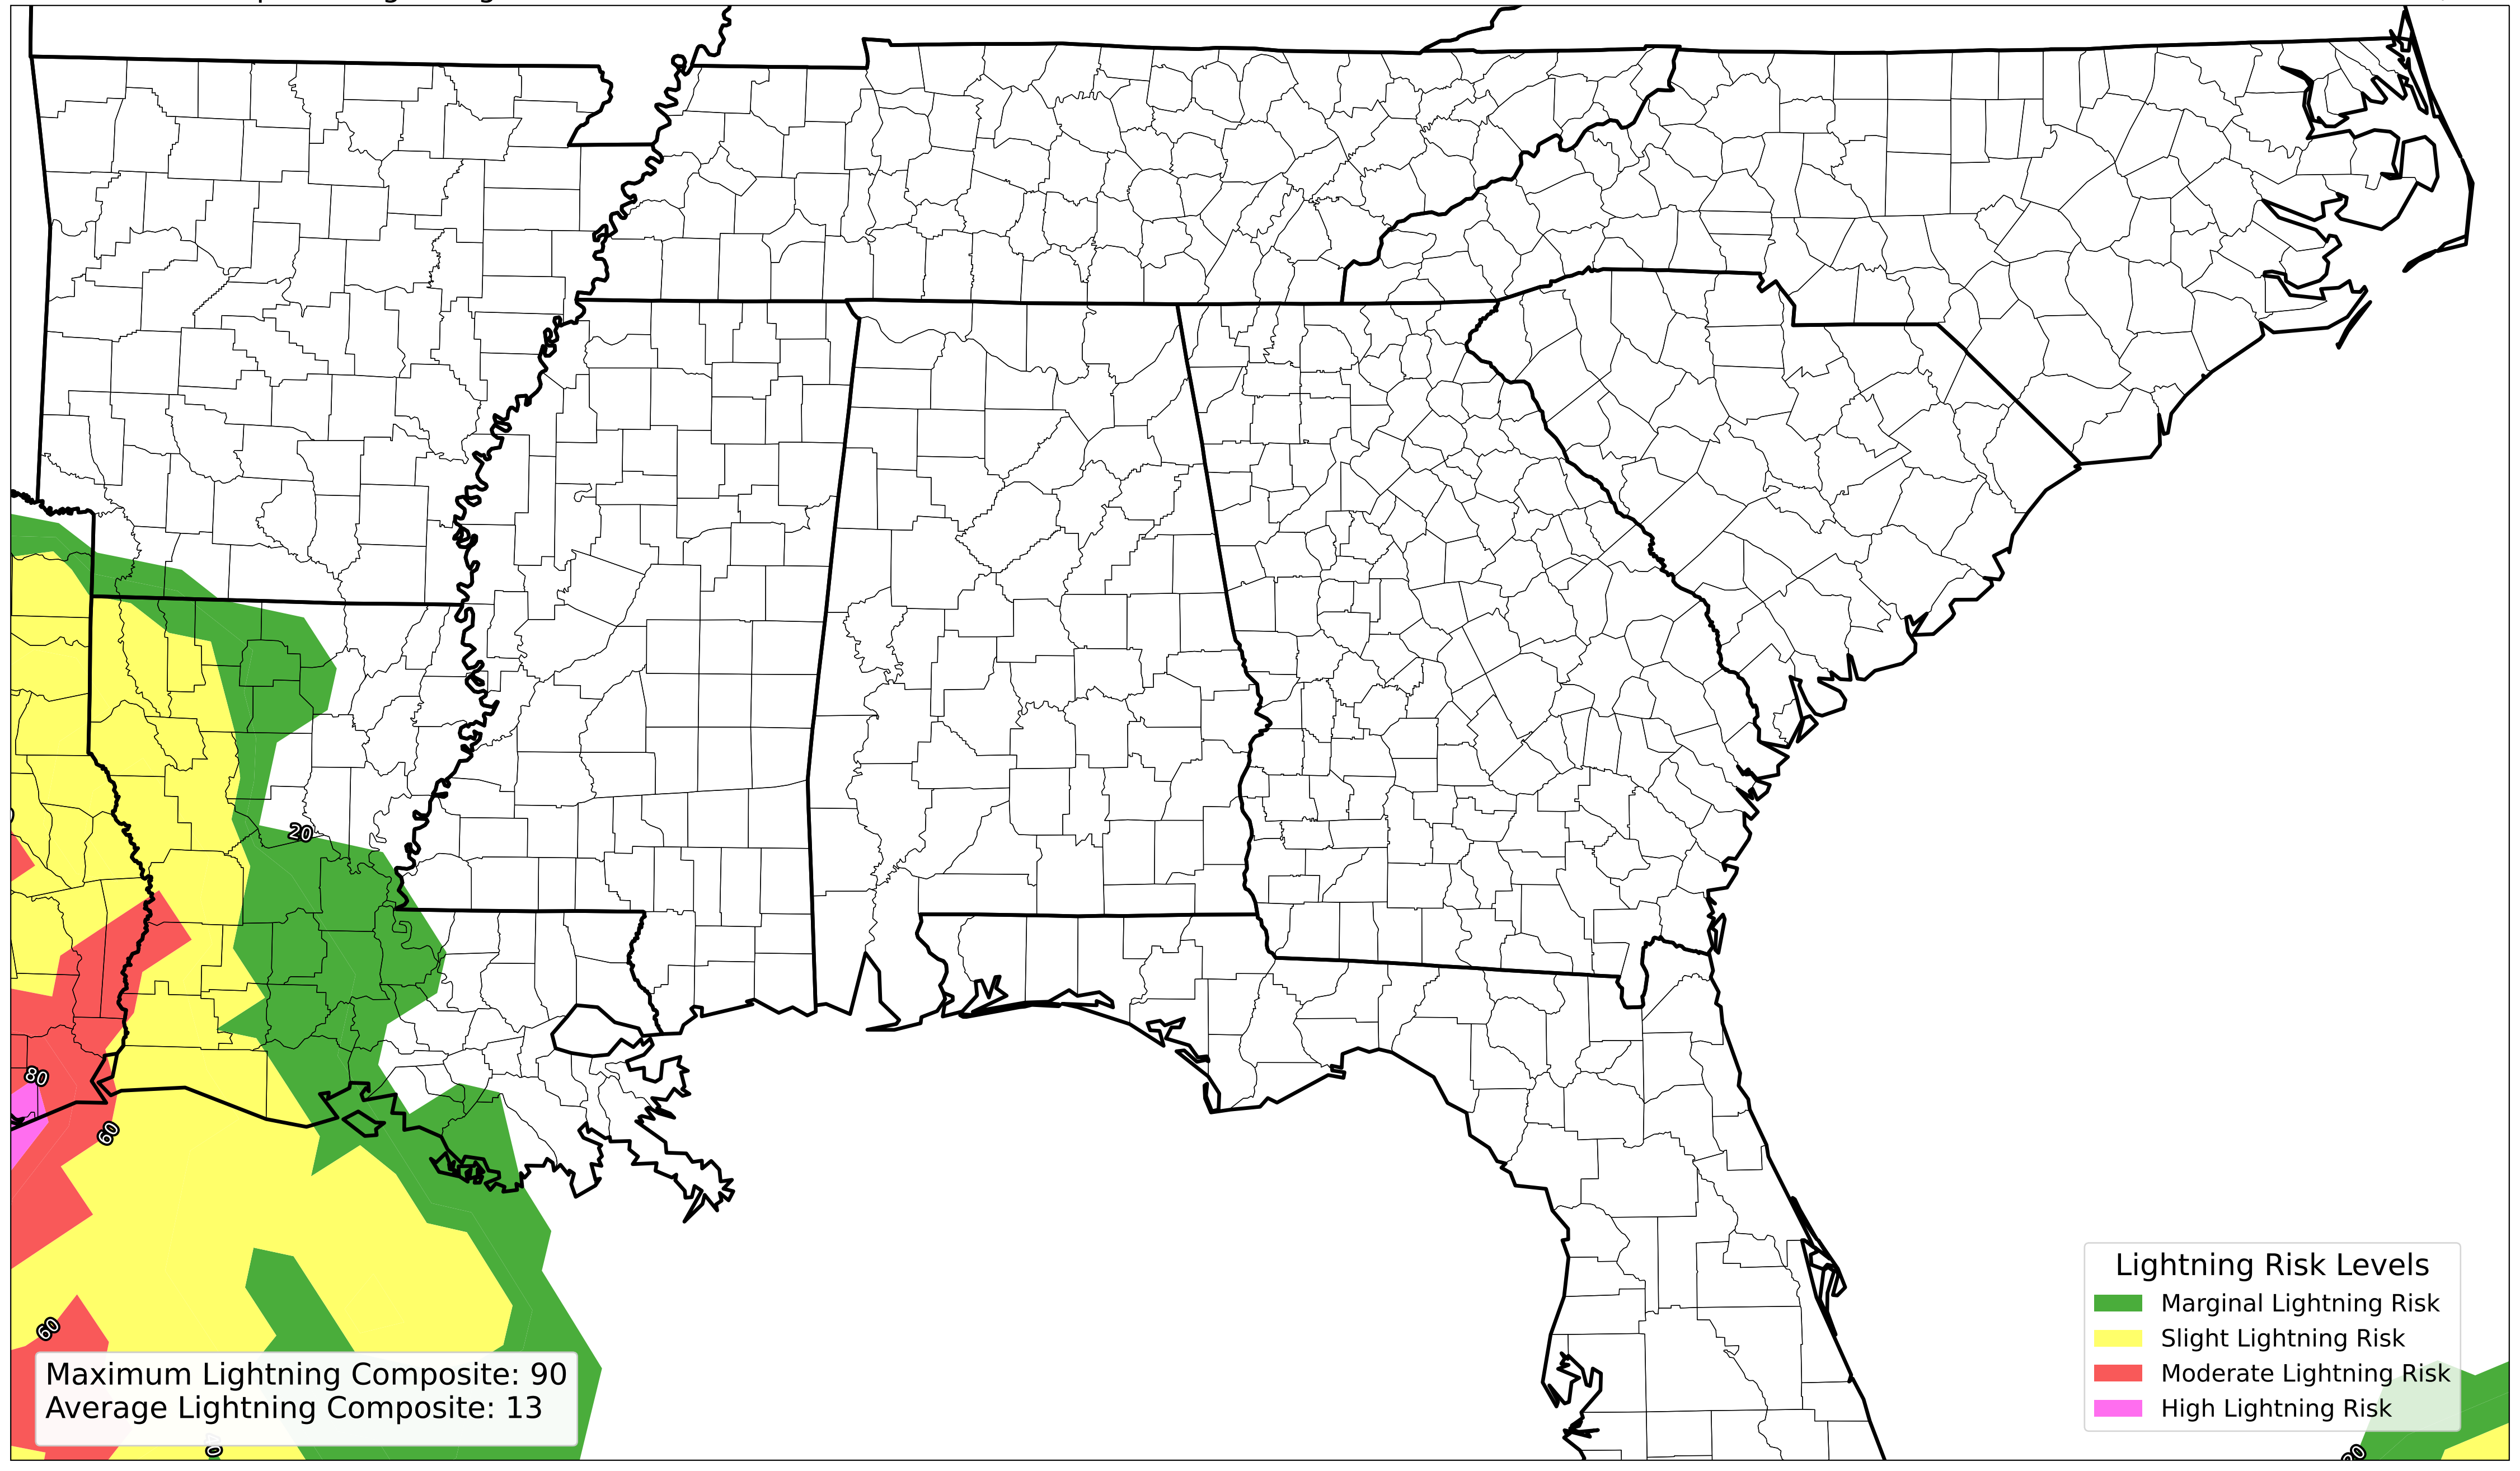 20
80
60
60
Maximum Lightning Composite: 90
Average Lightning Composite: 13
Lightning Risk Levels
Marginal Lightning Risk
Slight Lightning Risk
Moderate Lightning Risk
High Lightning Risk